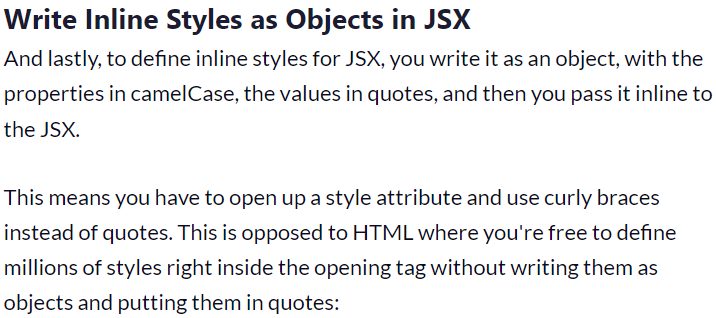 Write Inline Styles as Objects in JSX
And lastly, to define inline styles for JSX, you write it as an object, with the
properties in camelCase, the values in quotes, and then you pass it inline to
the JSX.
This means you have to open up a style attribute and use curly braces
instead of quotes. This is opposed to HTML where you're free to define
millions of styles right inside the opening tag without writing them as
objects and putting them in quotes: